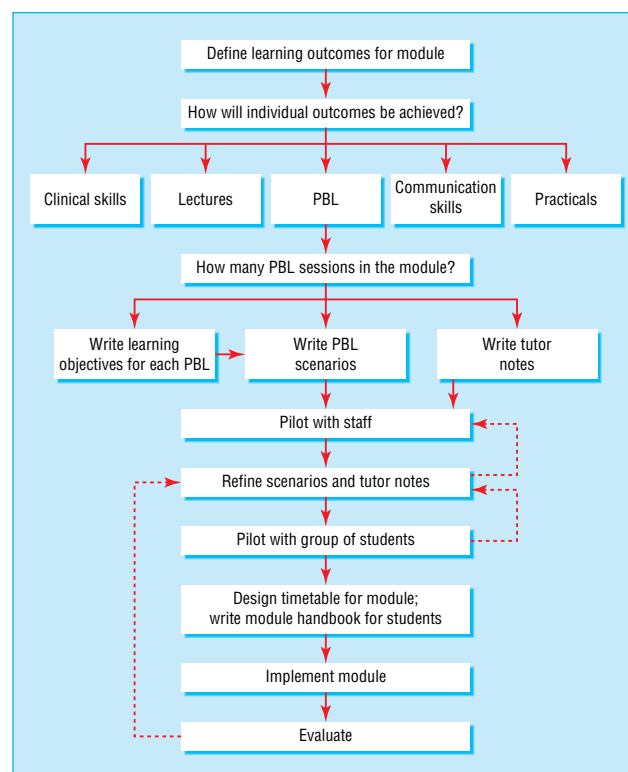 Define learning outcomes for module
How will individual outcomes be achieved?
Clinical skills
Lectures
PBL
Communication
skills
Practicals
How many PBL sessions in the module?
Write learning
objectives for each PBL
Write PBL
scenarios
Write tutor
notes
Pilot with staff
Refine scenarios and tutor notes
Pilot with group of students
Design timetable for module;
write module handbook for students
Implement module
Evaluate